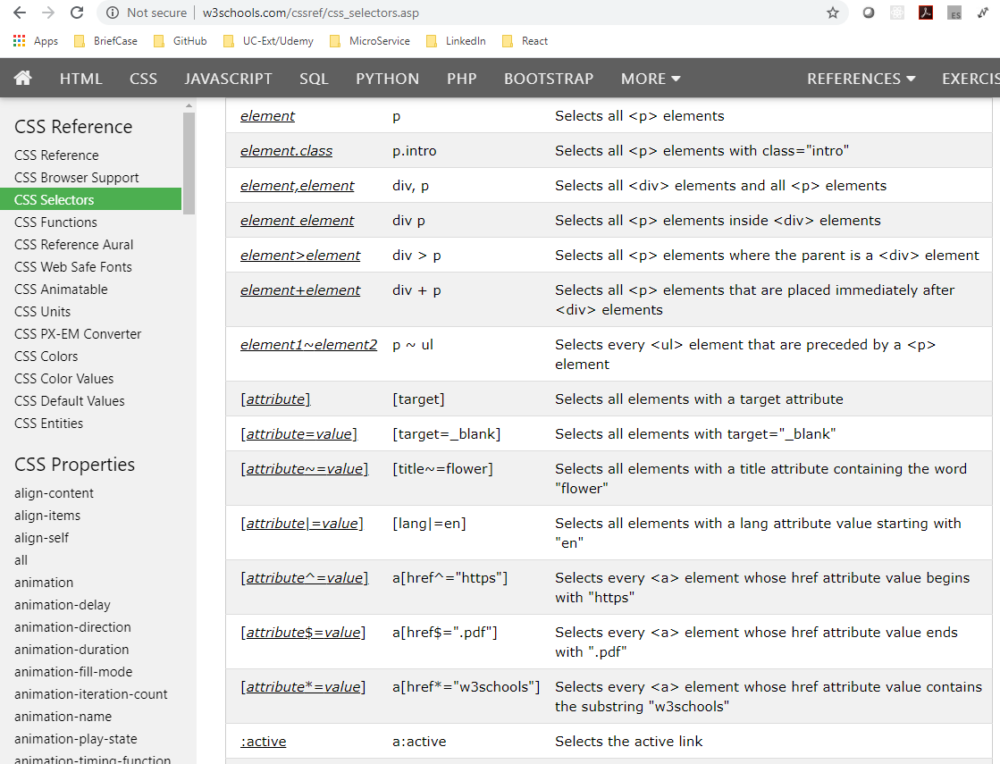 Not secure | w3schools.com/cssref/css_selectors.asp
Apps BriefCase GitHub UC-Ext/Udemy MicroService LinkedIn React
HTML CSS JAVASCRIPT SQL PYTHON PHP BOOTSTRAP MORE REFERENCES EXERCIS
CSS Reference
CSS Reference
CSS Browser Support
CSS Selectors
CSS Functions
CSS Reference Aural
CSS Web Safe Fonts
CSS Animatable
CSS Units
CSS PX-EM Converter
CSS Colors
CSS Color Values
CSS Default Values
CSS Entities
CSS Properties
align-content
align-items
align-self
all
animation
animation-delay
animation-direction
animation-duration
animation-fill-mode
animation-iteration-count
animation-name
animation-play-state
animation-timing-function
element p Selects all <p> elements
element.class p.intro Selects all <p> elements with class="intro"
element,element div, p Selects all <div> elements and all <p> elements
element element div p Selects all <p> elements inside <div> elements
element>element div > p Selects all <p> elements where the parent is a <div> element
element+element div + p Selects all <p> elements that are placed immediately after
<div> elements
element1~element2 p ~ ul Selects every <ul> element that are preceded by a <p>
element
[attribute] [target] Selects all elements with a target attribute
[attribute=value] [target=_blank] Selects all elements with target="_blank"
[attribute~=value] [title~=flower] Selects all elements with a title attribute containing the word
"flower"
[attribute|=value] [lang|=en] Selects all elements with a lang attribute value starting with
"en"
[attribute^=value] a[href^="https"] Selects every <a> element whose href attribute value begins
with "https"
[attribute$=value] a[href$=".pdf"] Selects every <a> element whose href attribute value ends
with ".pdf"
[attribute*=value] a[href*="w3schools"] Selects every <a> element whose href attribute value contains
the substring "w3schools"
:active a:active Selects the active link